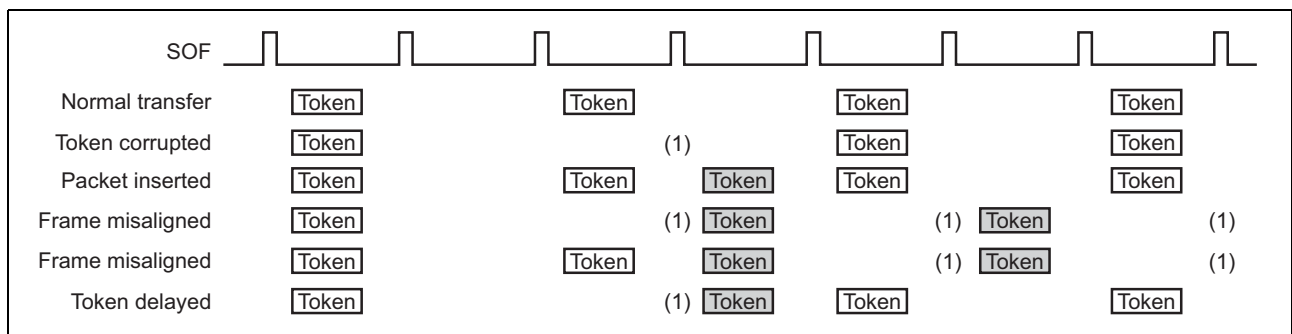 SOF
Normal transfer Token Token Token Token
Token corrupted Token (1) Token Token
Packet inserted Token Token Token Token Token
Frame misaligned Token (1) Token (1) Token (1)
Frame misaligned Token Token Token (1) Token (1)
Token delayed Token (1) Token Token Token